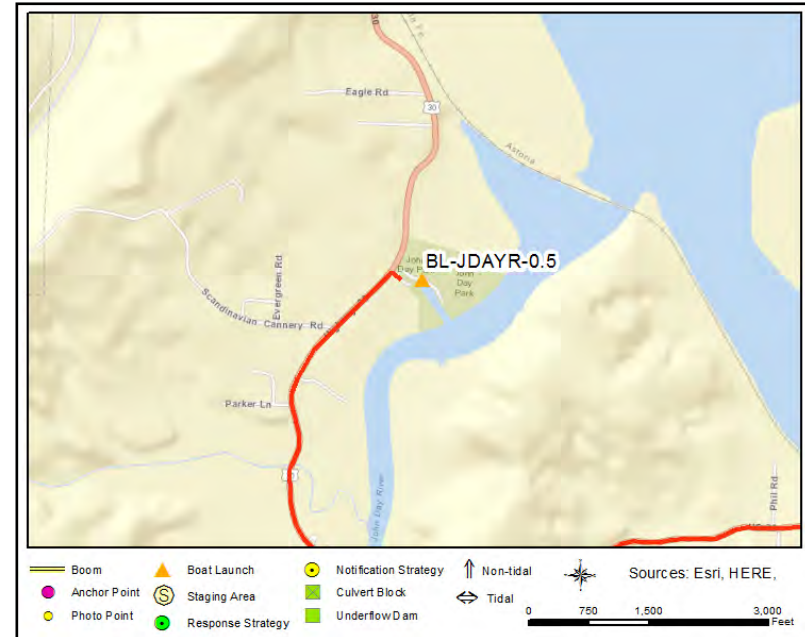 30
Eagle Rd
30
Astoria
BL-JDAYR-0.5
John
Day
Park
Evergreen Rd
Scandinavian Cannery Rd
Parker Ln
John Day River
Phil Rd
Boom
Boat Launch
Notification Strategy
Non-tidal
Sources: Esri, HERE,
Anchor Point
S
Staging Area
Culvert Block
Tidal
Photo Point
Response Strategy
Underflow Dam
0 750 1,500 3,000
Feet